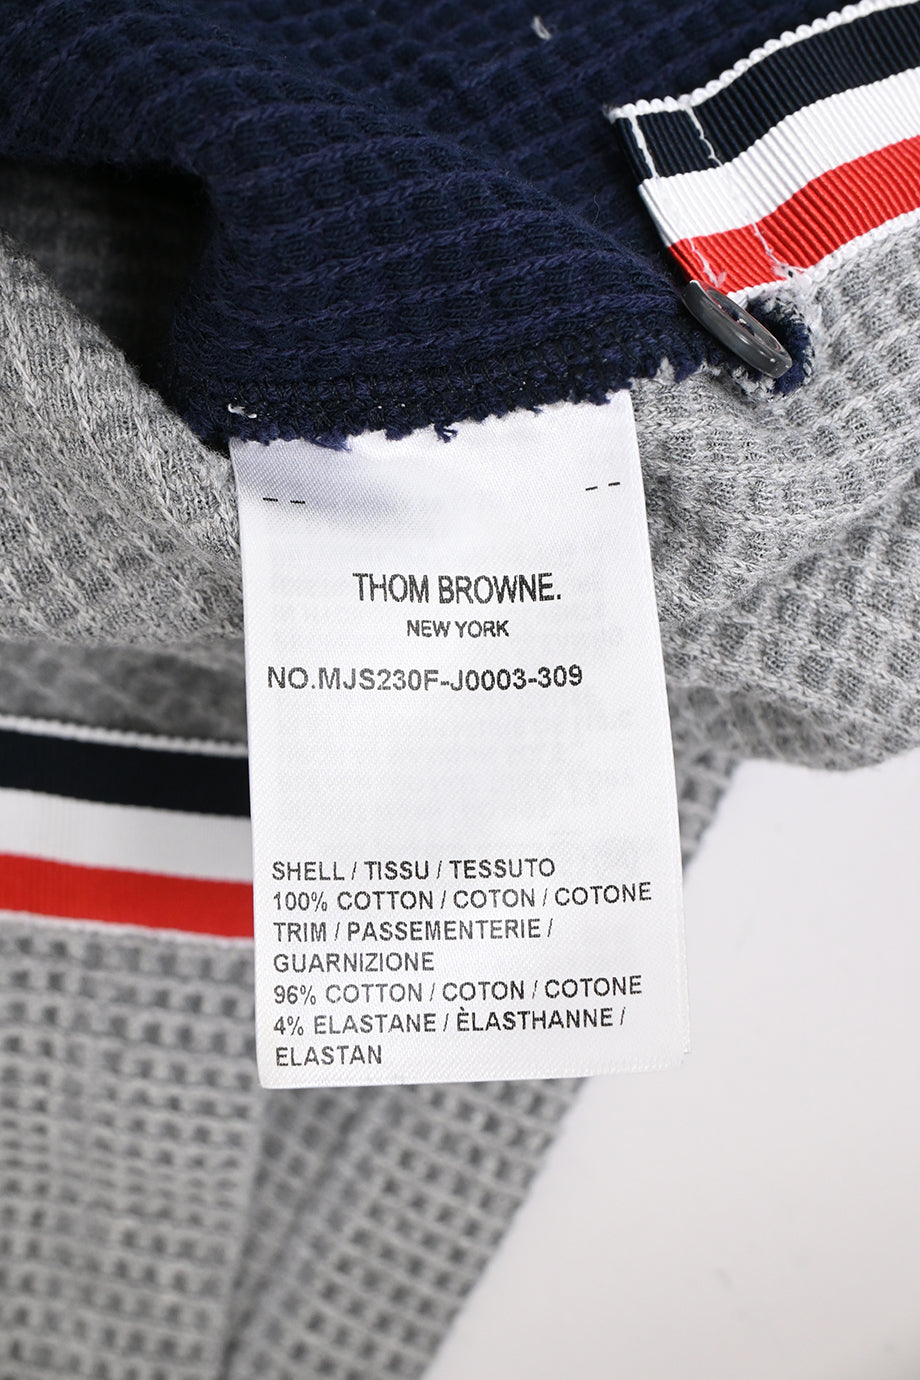 THOM BROWNE.
NEW YORK
NO.MJS230F-J0003-309
SHELL / TISSU / TESSUTO
100% COTTON / COTON / COTONE
TRIM / PASSEMENTERIE /
GUARNIZIONE
96% COTTON / COTON / COTONE
4% ELASTANE / ÈLASTHANNE /
ELASTAN